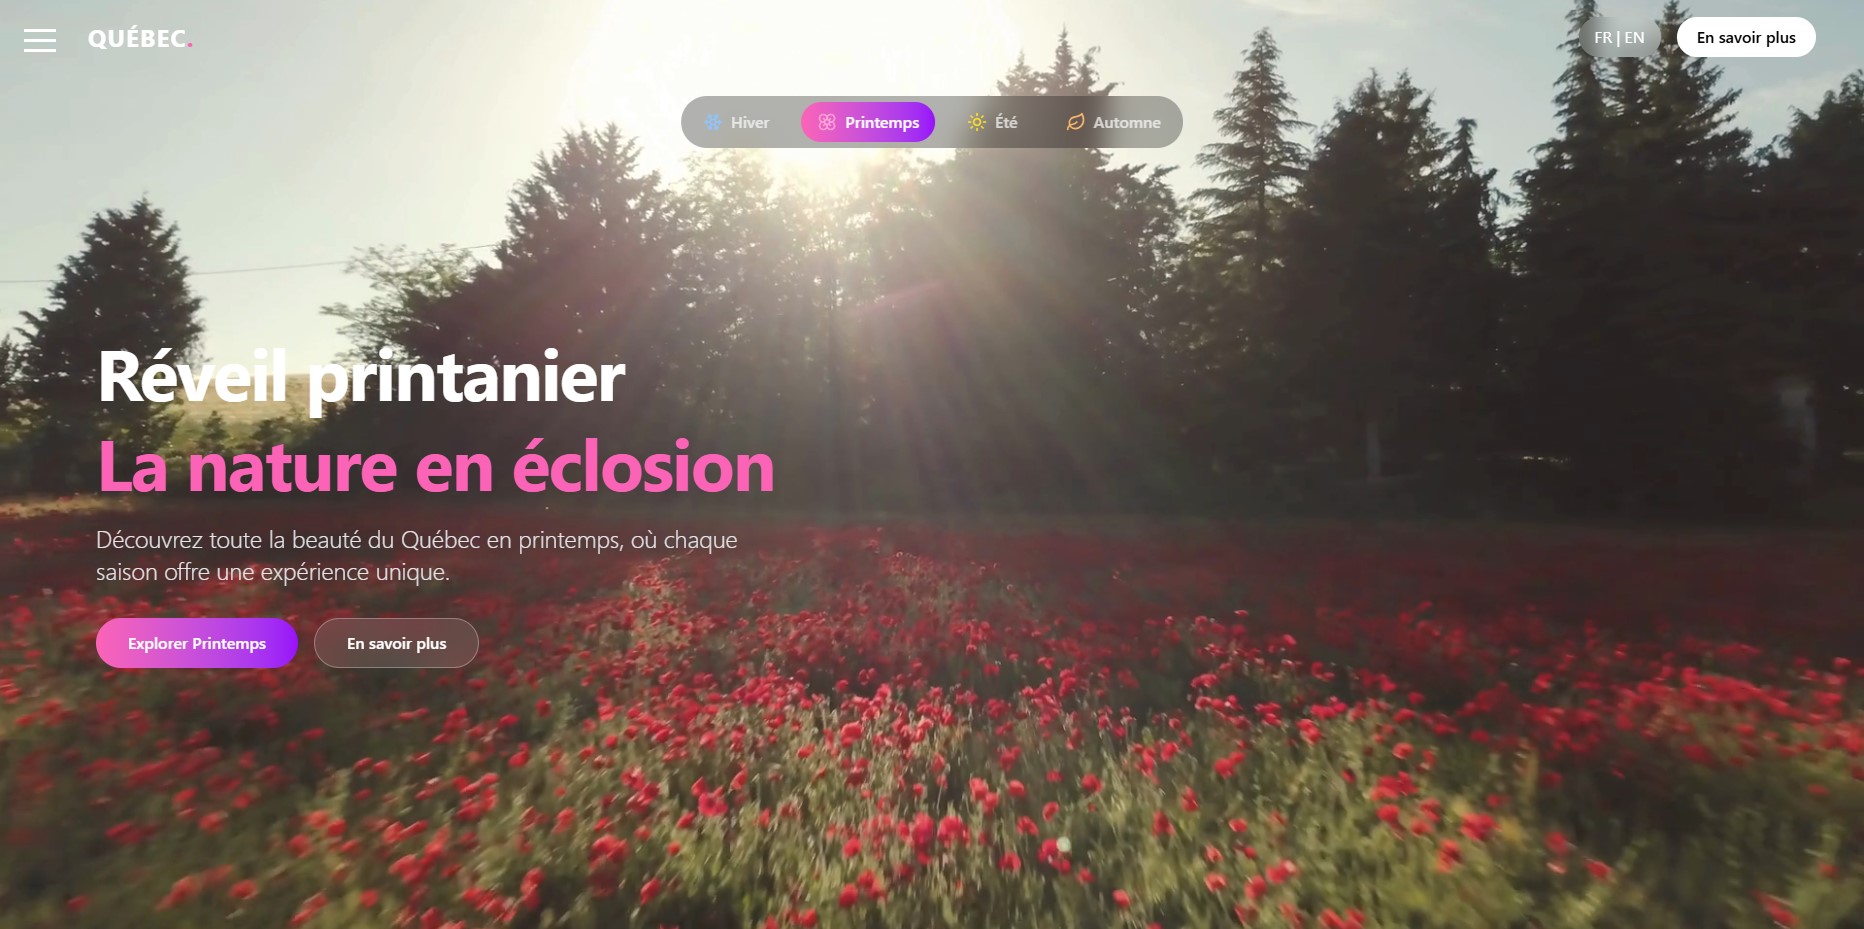 QUÉBEC.
FR | EN
En savoir plus
Hiver
Printemps
Été
Automne
Réveil printanier
La nature en éclosion
Découvrez toute la beauté du Québec en printemps, où chaque
saison offre une expérience unique.
Explorer Printemps
En savoir plus